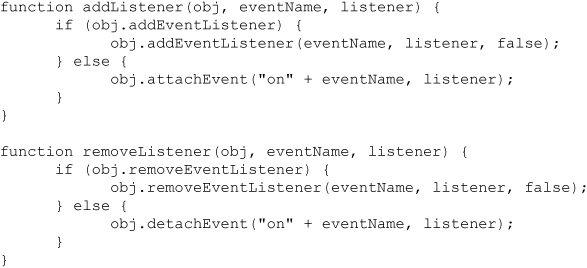 function addListener(obj, eventName, listener) {
      if (obj.addEventListener) {
            obj.addEventListener(eventName, listener, false);
      } else {
            obj.attachEvent("on" + eventName, listener);
      }
}

function removeListener(obj, eventName, listener) {
      if (obj.removeEventListener) {
            obj.removeEventListener(eventName, listener, false);
      } else {
            obj.detachEvent("on" + eventName, listener);
      }
}